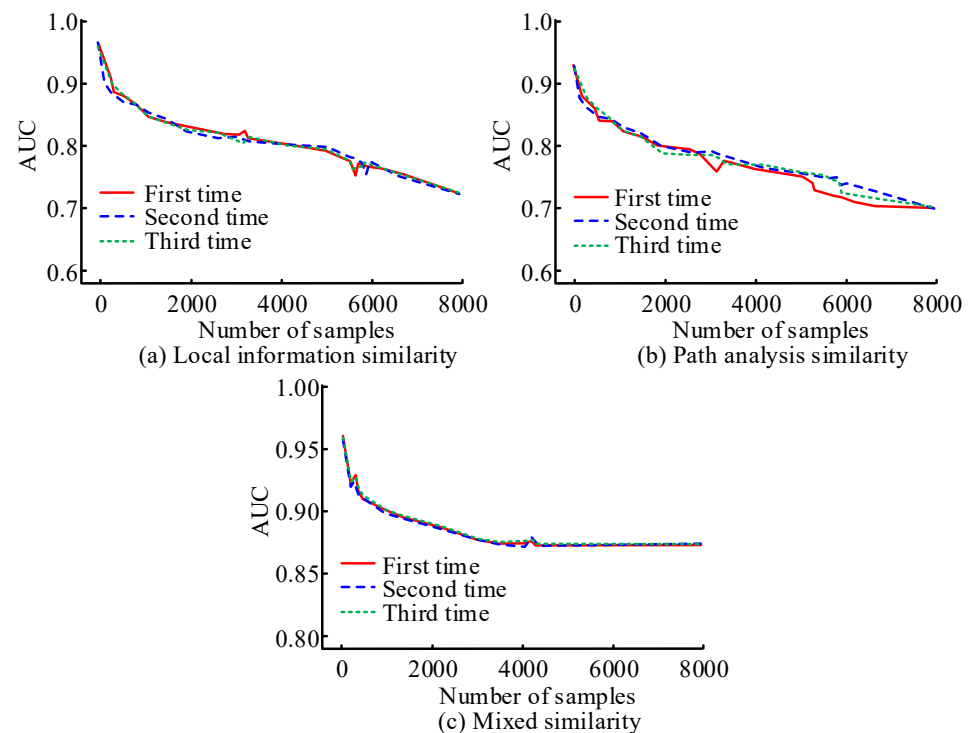 1.0
0.9
0.8
0.7
0.6
AUC
First time
Second time
Third time
0 2000 4000 6000 8000
Number of samples
(a) Local information similarity
1.0
0.9
0.8
0.7
0.6
AUC
First time
Second time
Third time
0 2000 4000 6000 8000
Number of samples
(b) Path analysis similarity
1.00
0.95
0.90
0.85
0.80
AUC
First time
Second time
Third time
0 2000 4000 6000 8000
Number of samples
(c) Mixed similarity